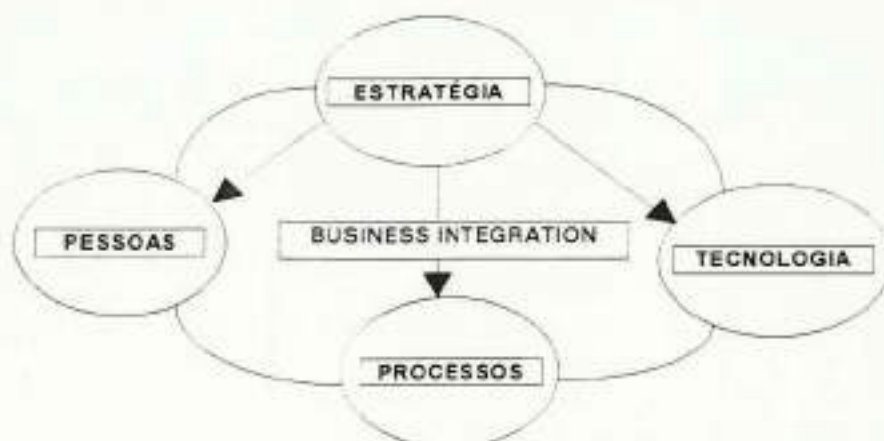 ESTRATÉGIA
PESSOAS
BUSINESS INTEGRATION
TECNOLOGIA
PROCESSOS